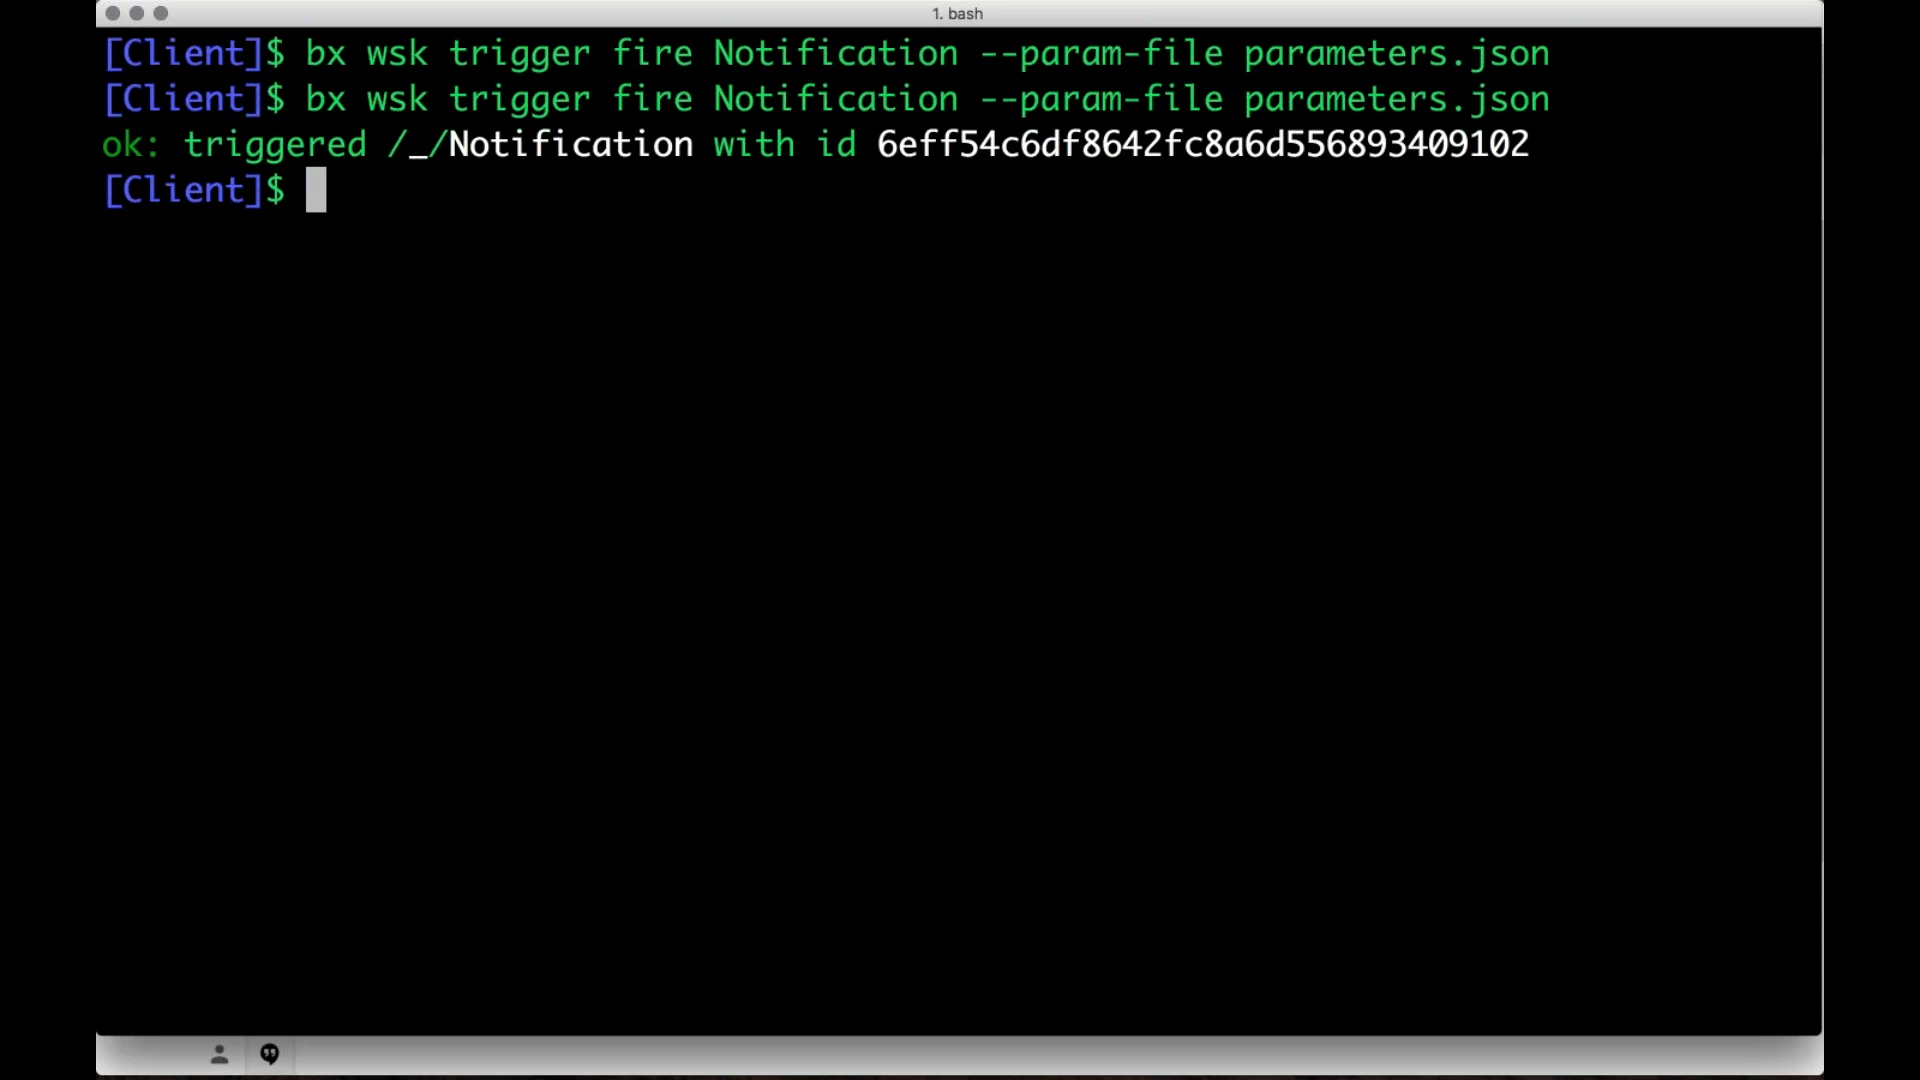 1. bash
[Client]$ bx wsk trigger fire Notification --param-file parameters.json
[Client]$ bx wsk trigger fire Notification --param-file parameters.json
ok: triggered /_/Notification with id 6eff54c6df8642fc8a6d556893409102
[Client]$